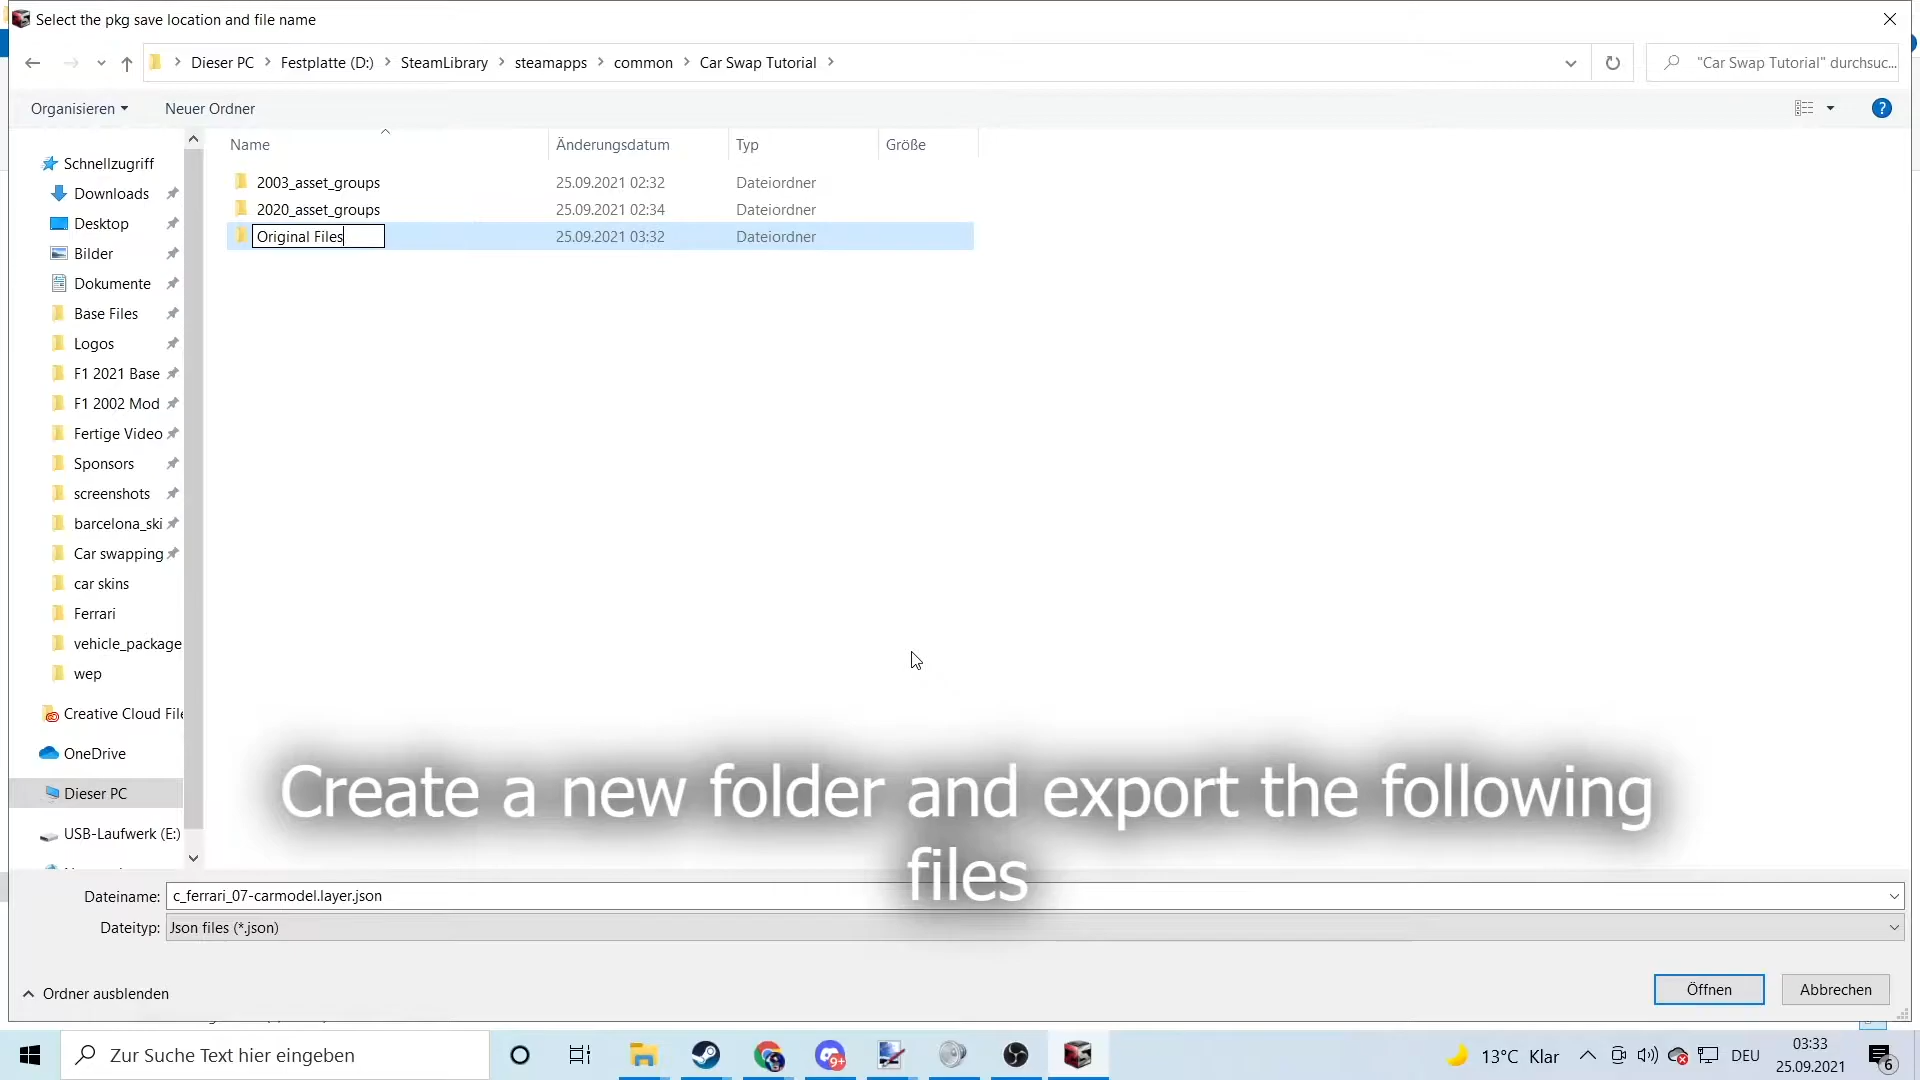 Select the pkg save location and file name
Dieser PC > Festplatte (D:) > SteamLibrary > steamapps > common > Car Swap Tutorial >
"Car Swap Tutorial" durchsuc...
Organisieren
Neuer Ordner
?
Name
Änderungsdatum
Typ
Größe
2003_asset_groups
25.09.2021 02:32
Dateiordner
2020_asset_groups
25.09.2021 02:34
Dateiordner
Original Files
25.09.2021 03:32
Dateiordner
Schnellzugriff
Downloads
Desktop
Bilder
Dokumente
Base Files
Logos
F1 2021 Base
F1 2002 Mod
Fertige Video
Sponsors
screenshots
barcelona_ski
Car swapping
car skins
Ferrari
vehicle_package
wep
Creative Cloud File
OneDrive
Dieser PC
USB-Laufwerk (E:)
Create a new folder and export the following
files
Dateiname:
c_ferrari_07-carmodel.layer.json
Dateityp:
Json files (*.json)
Ordner ausblenden
Öffnen
Abbrechen
Zur Suche Text hier eingeben
9+
13°C Klar
DEU
03:33
25.09.2021
6